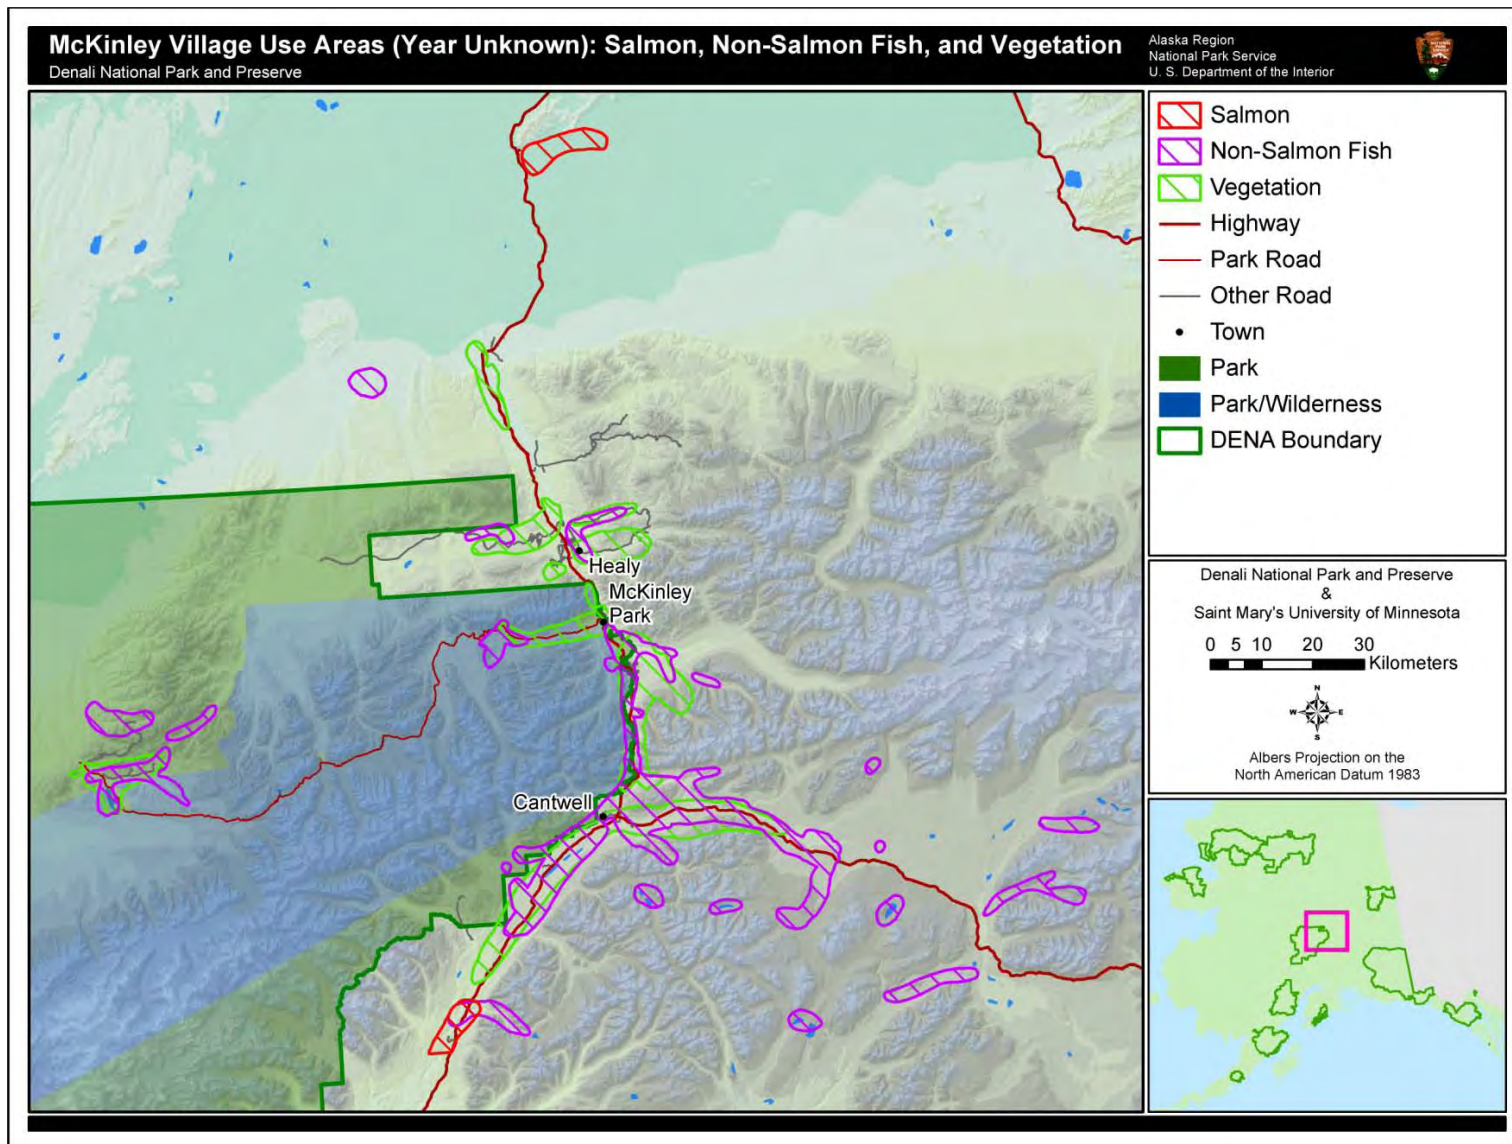 McKinley Village Use Areas (Year Unknown): Salmon, Non-Salmon Fish, and Vegetation
Denali National Park and Preserve
Alaska Region
National Park Service
U. S. Department of the Interior
Salmon
Non-Salmon Fish
Vegetation
Highway
Park Road
Other Road
Town
Park
Park/Wilderness
DENA Boundary
Healy
McKinley
Park
Cantwell
Denali National Park and Preserve
&
Saint Mary's University of Minnesota
0 5 10 20 30
Kilometers
N
W E
S
Albers Projection on the
North American Datum 1983